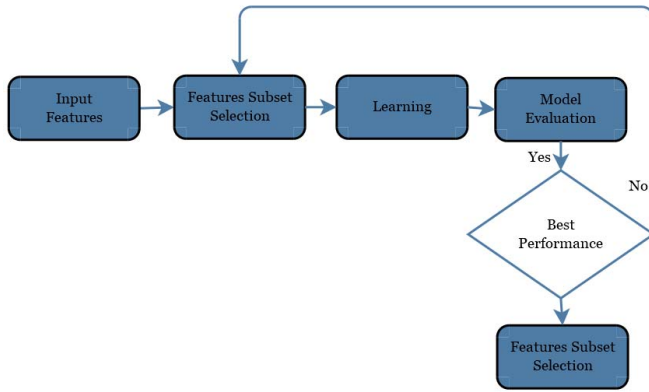 Input
Features
Features Subset
Selection
Learning
Model
Evaluation
Yes
No
Best
Performance
Features Subset
Selection